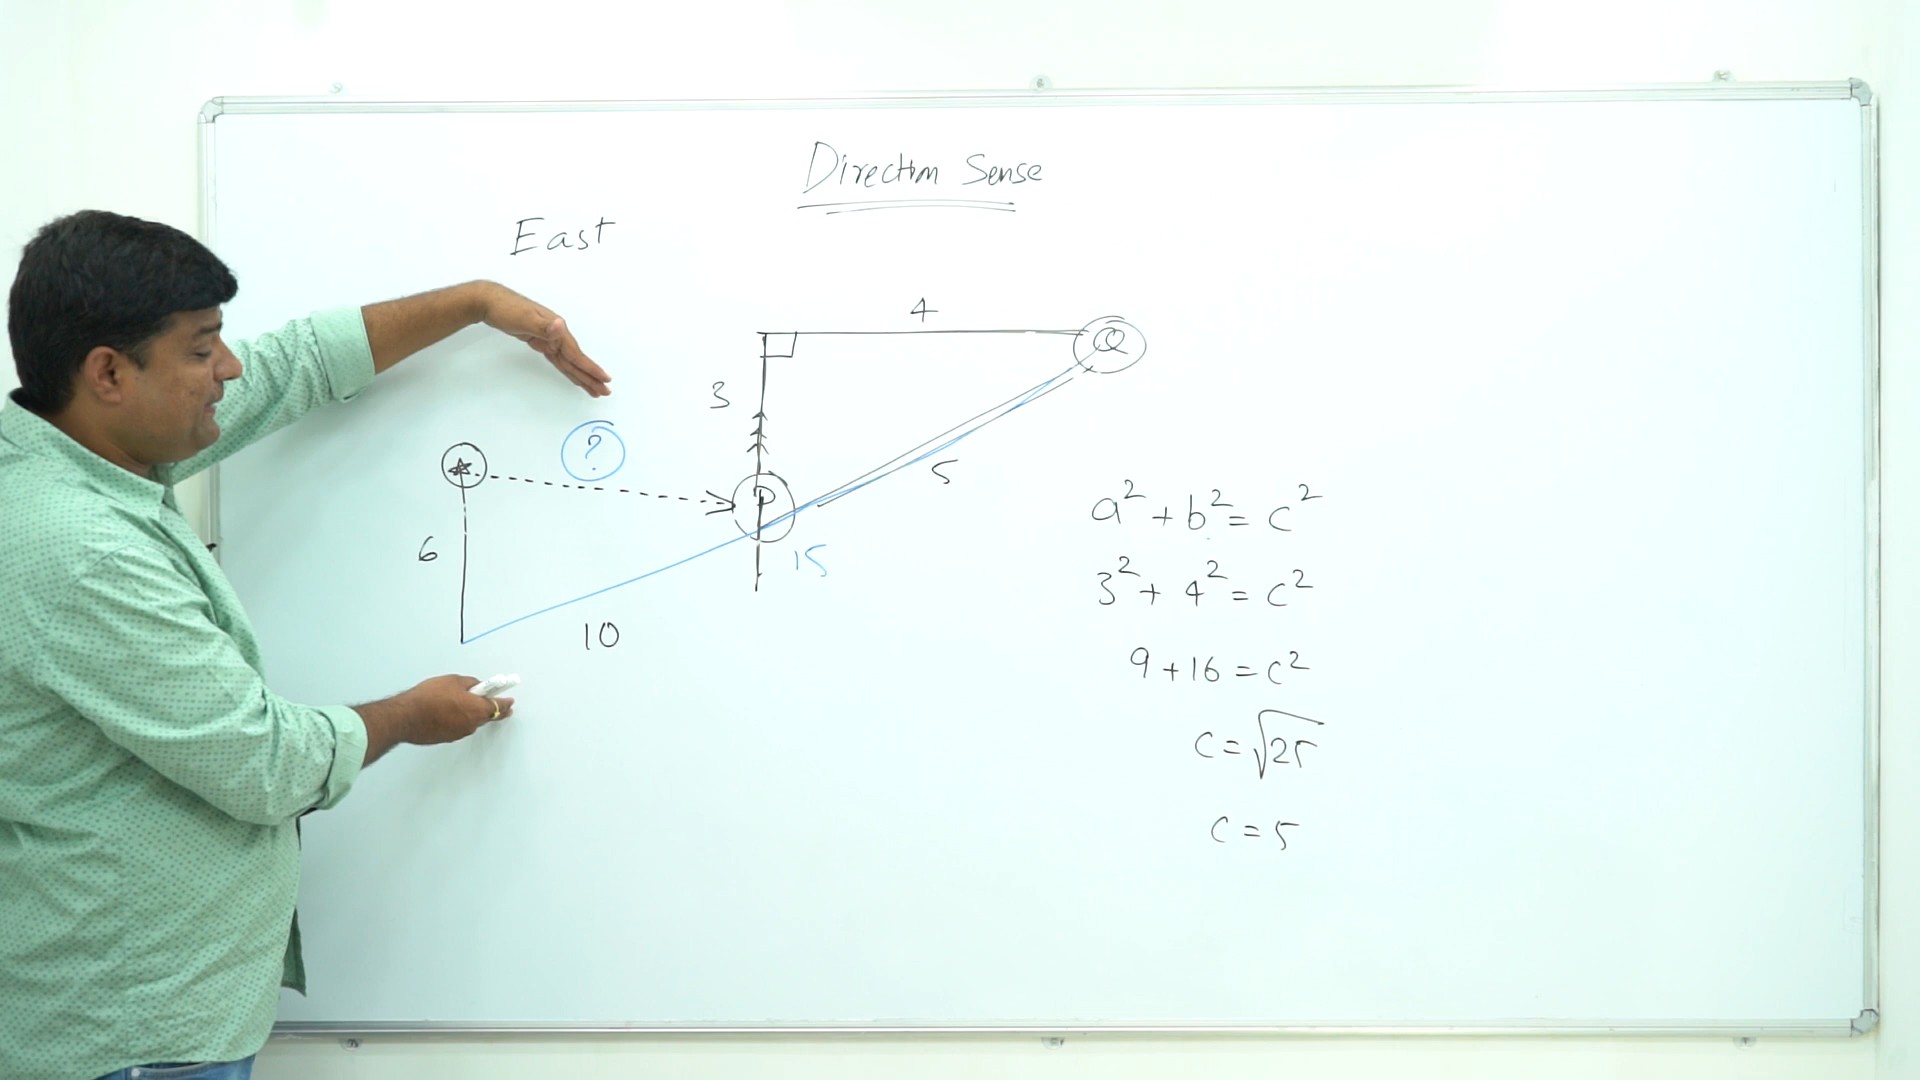 Direction Sense
East
4
Q
3
?
P
5
6
15
10
a² + b² = c²
3² + 4² = c²
9 + 16 = c²
c = √25
c = 5